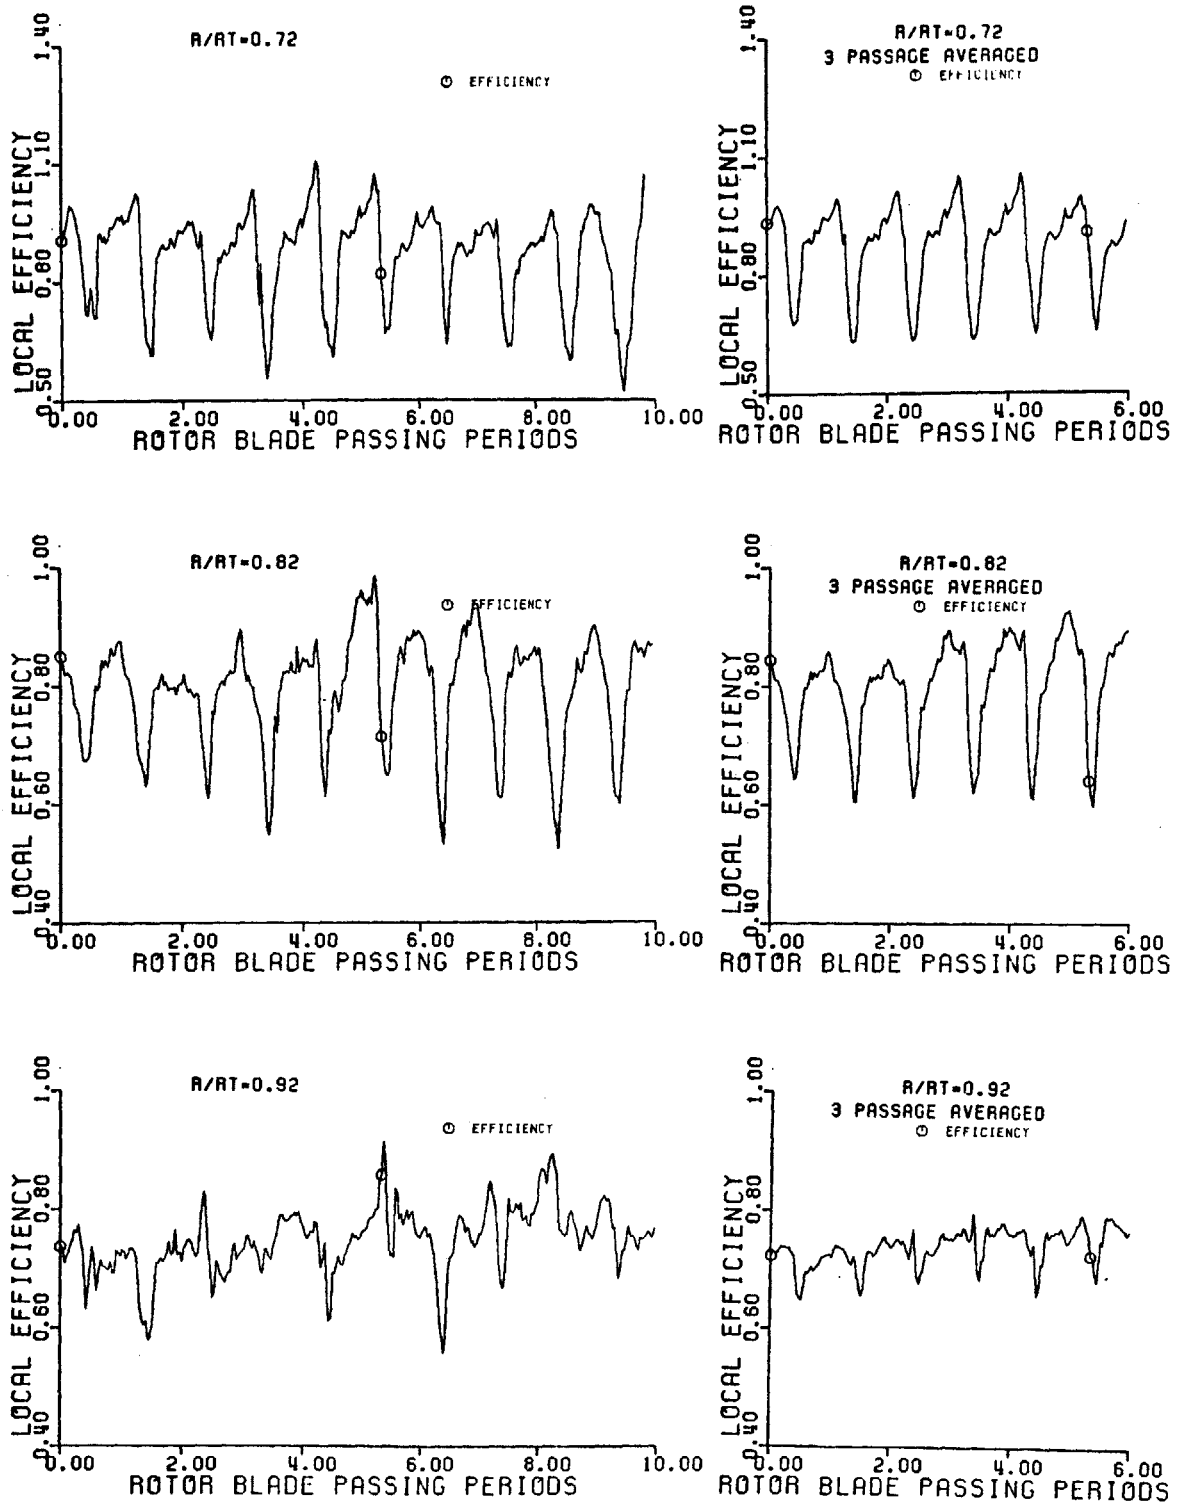 R/RT=0.72
EFFICIENCY
LOCAL EFFICIENCY
1.40
1.10
0.80
0.50
0.00 2.00 4.00 6.00 8.00 10.00
ROTOR BLADE PASSING PERIODS
R/RT=0.72
3 PASSAGE AVERAGED
EFFICIENCY
LOCAL EFFICIENCY
1.40
1.10
0.80
0.50
0.00 2.00 4.00 6.00
ROTOR BLADE PASSING PERIODS
R/RT=0.82
EFFICIENCY
LOCAL EFFICIENCY
1.00
0.80
0.60
0.40
0.00 2.00 4.00 6.00 8.00 10.00
ROTOR BLADE PASSING PERIODS
R/RT=0.82
3 PASSAGE AVERAGED
EFFICIENCY
LOCAL EFFICIENCY
1.00
0.80
0.60
0.40
0.00 2.00 4.00 6.00
ROTOR BLADE PASSING PERIODS
R/RT=0.92
EFFICIENCY
LOCAL EFFICIENCY
1.00
0.80
0.60
0.40
0.00 2.00 4.00 6.00 8.00 10.00
ROTOR BLADE PASSING PERIODS
R/RT=0.92
3 PASSAGE AVERAGED
EFFICIENCY
LOCAL EFFICIENCY
1.00
0.80
0.60
0.40
0.00 2.00 4.00 6.00
ROTOR BLADE PASSING PERIODS